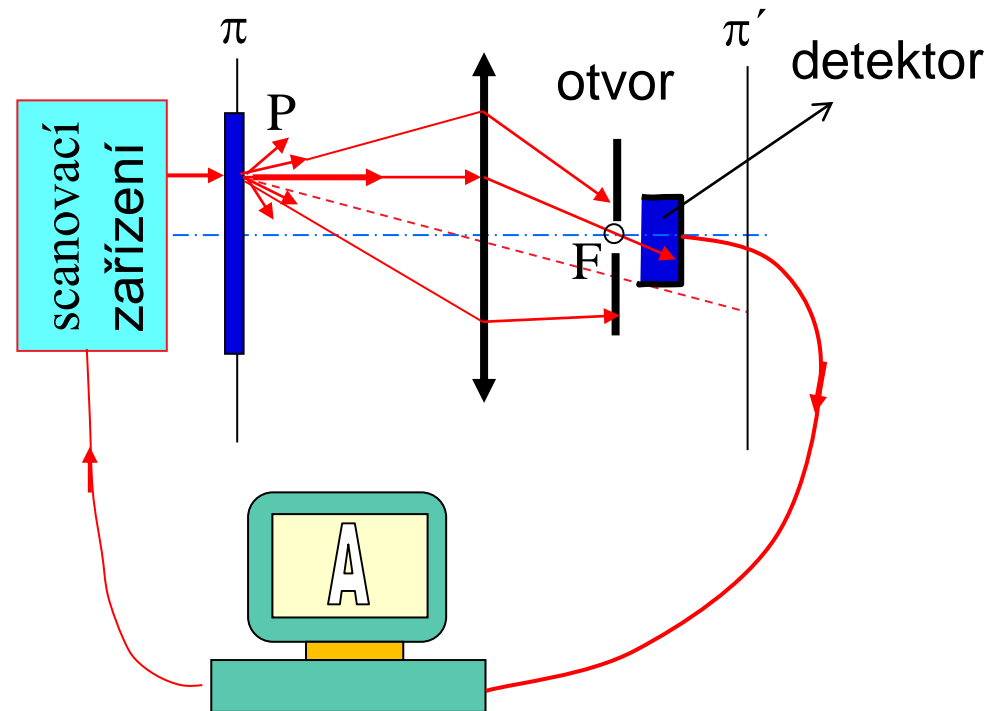 π
π´
detektor
otvor
P
scanovací
zařízení
F
A